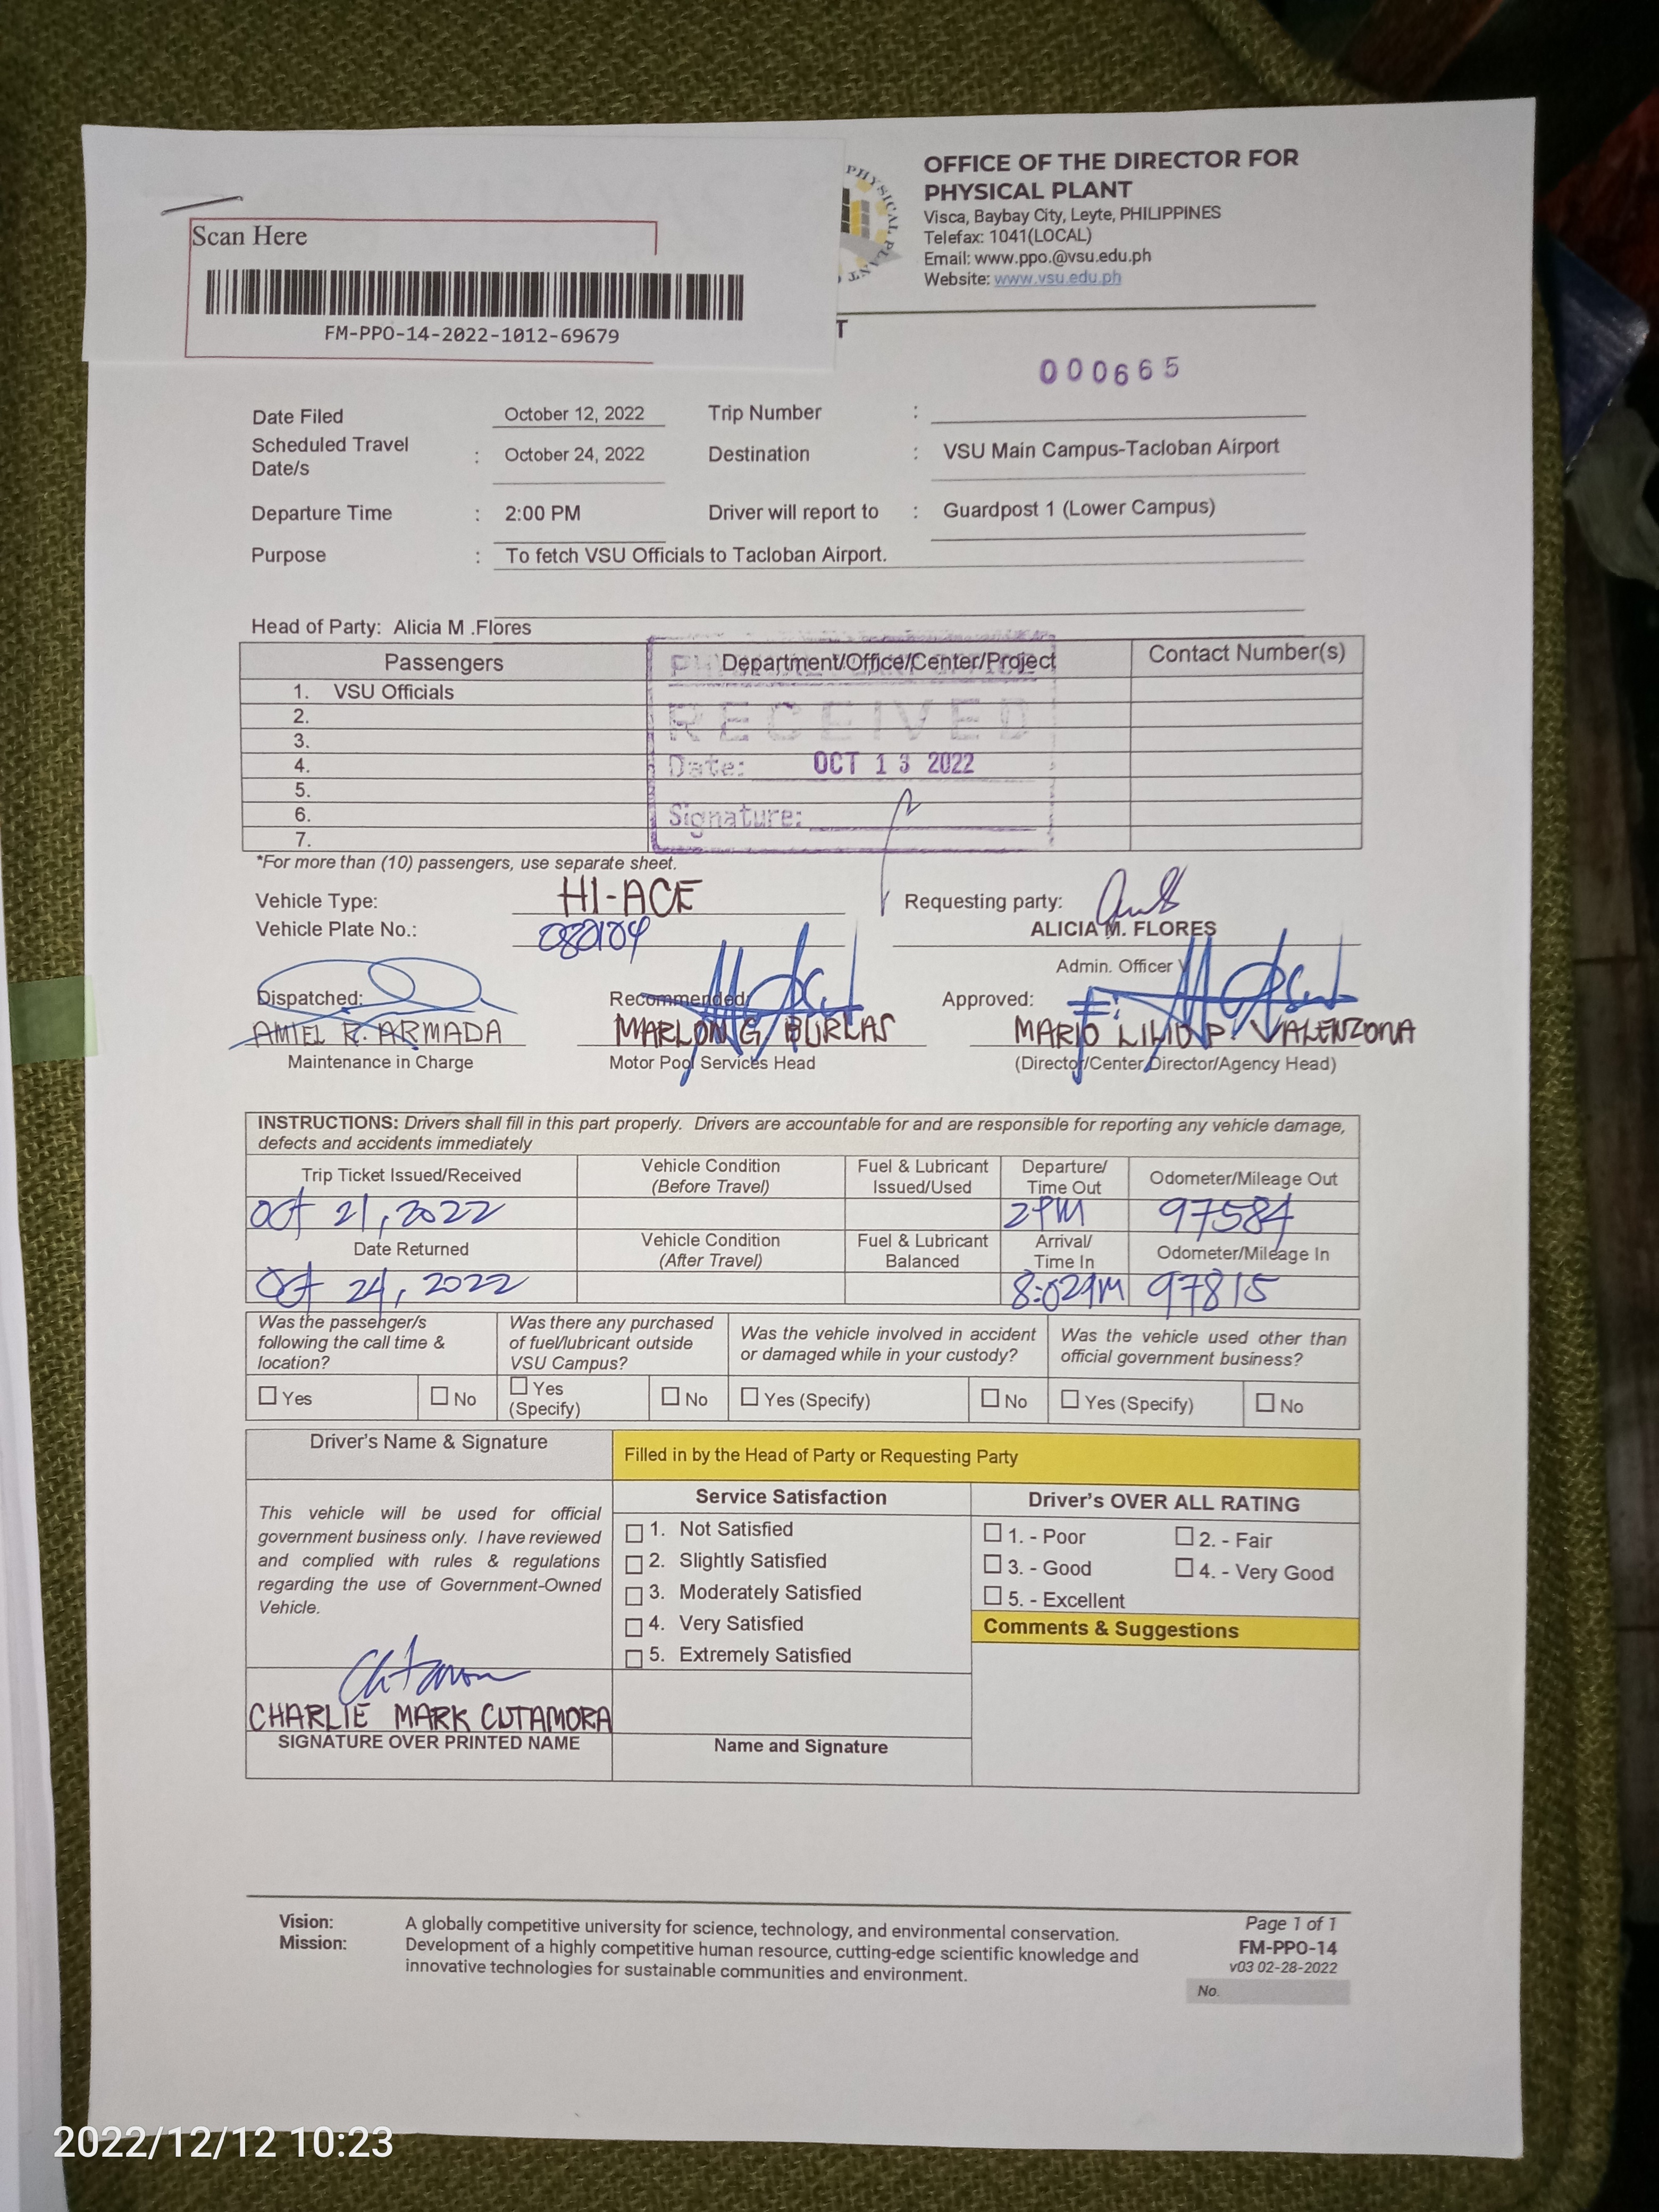 OFFICE OF THE DIRECTOR FOR
PHYSICAL PLANT
Visca, Baybay City, Leyte, PHILIPPINES
Telefax: 1041(LOCAL)
Email: www.ppo.@vsu.edu.ph
Website: www.vsu.edu.ph
PHYSICAL PLANT
Scan Here
FM-PPO-14-2022-1012-69679
T
000665
Date Filed October 12, 2022 Trip Number :
Scheduled Travel Date/s : October 24, 2022 Destination : VSU Main Campus-Tacloban Airport
Departure Time : 2:00 PM Driver will report to : Guardpost 1 (Lower Campus)
Purpose : To fetch VSU Officials to Tacloban Airport.
Head of Party: Alicia M .Flores
Passengers Department/Office/Center/Project Contact Number(s)
1. VSU Officials
2.
3.
4.
5.
6.
7.
RECEIVED
Date: OCT 13 2022
Signature:
*For more than (10) passengers, use separate sheet.
Vehicle Type: HI-ACE Requesting party:
Vehicle Plate No.: ALICIA M. FLORES
Admin. Officer V
Dispatched: Recommended: Approved:
AMIEL R. ARMADA MARLON G. BURLAS MARIO LILIO P. VALENZONA
Maintenance in Charge Motor Pool Services Head (Director/Center Director/Agency Head)
INSTRUCTIONS: Drivers shall fill in this part properly. Drivers are accountable for and are responsible for reporting any vehicle damage,
defects and accidents immediately
Trip Ticket Issued/Received Vehicle Condition (Before Travel) Fuel & Lubricant Issued/Used Departure/ Time Out Odometer/Mileage Out
Oct 21, 2022 2PM 97584
Date Returned Vehicle Condition (After Travel) Fuel & Lubricant Balanced Arrival/ Time In Odometer/Mileage In
Oct 24, 2022 97815
Was the passenger/s following the call time & location?
Was there any purchased of fuel/lubricant outside VSU Campus?
Was the vehicle involved in accident or damaged while in your custody?
Was the vehicle used other than official government business?
Yes No Yes (Specify) No Yes (Specify) No Yes (Specify) No
Driver's Name & Signature
Filled in by the Head of Party or Requesting Party
This vehicle will be used for official
government business only. I have reviewed
and complied with rules & regulations
regarding the use of Government-Owned
Vehicle.
CHARLIE MARK CUTAMORA
SIGNATURE OVER PRINTED NAME
Service Satisfaction
1. Not Satisfied
2. Slightly Satisfied
3. Moderately Satisfied
4. Very Satisfied
5. Extremely Satisfied
Name and Signature
Driver's OVER ALL RATING
1. - Poor 2. - Fair
3. - Good 4. - Very Good
5. - Excellent
Comments & Suggestions
Vision: A globally competitive university for science, technology, and environmental conservation.
Mission: Development of a highly competitive human resource, cutting-edge scientific knowledge and
innovative technologies for sustainable communities and environment.
Page 1 of 1
FM-PPO-14
v03 02-28-2022
No.
2022/12/12 10:23